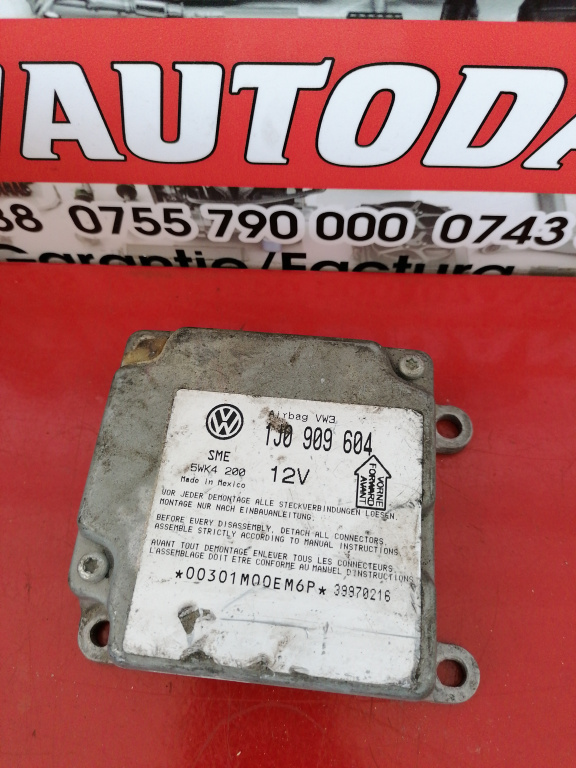 AUTODA
88 0755 790 000 0743
Garantie/Factura
Airbag VW3
1J0 909 604
SME
5WK4 200
12V
Made in Mexico
VORNE
FORWARD
AVANT
VOR JEDER DEMONTAGE ALLE STECKVERBINDUNGEN LOESEN.
MONTAGE NUR NACH EINBAUANLEITUNG.
BEFORE EVERY DISASSEMBLY, DETACH ALL CONNECTORS.
ASSEMBLE STRICTLY ACCORDING TO MANUAL INSTRUCTIONS.
AVANT TOUT DEMONTAGE ENLEVER TOUS LES CONNECTEURS.
L'ASSEMBLAGE DOIT ETRE CONFORME AU MANUEL D'INSTRUCTIONS.
*00301M00EM6P* 39970216